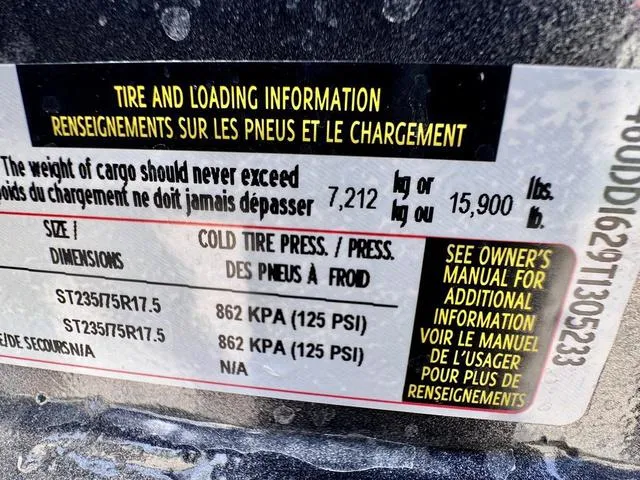 TIRE AND LOADING INFORMATION
RENSEIGNEMENTS SUR LES PNEUS ET LE CHARGEMENT
The weight of cargo should never exceed
oids du chargement ne doit jamais dépasser
7,212 kg or kg ou 15,900 lbs. lb.
SIZE / DIMENSIONS
COLD TIRE PRESS. / PRESS.
DES PNEUS À FROID
ST235/75R17.5 862 KPA (125 PSI)
ST235/75R17.5 862 KPA (125 PSI)
E/DE SECOURS N/A N/A
SEE OWNER'S
MANUAL FOR
ADDITIONAL
INFORMATION
VOIR LE MANUEL
DE L'USAGER
POUR PLUS DE
RENSEIGNEMENTS